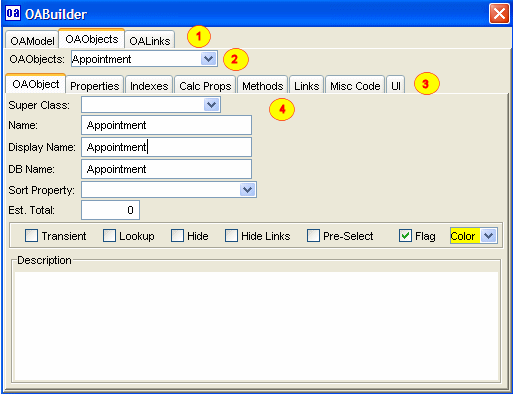 oa OABuilder
OAModel OAObjects OALinks 1
OAObjects: Appointment 2
OAObject Properties Indexes Calc Props Methods Links Misc Code UI 3
Super Class: 4
Name: Appointment
Display Name: Appointment
DB Name: Appointment
Sort Property:
Est. Total: 0
Transient Lookup Hide Hide Links Pre-Select Flag Color
Description